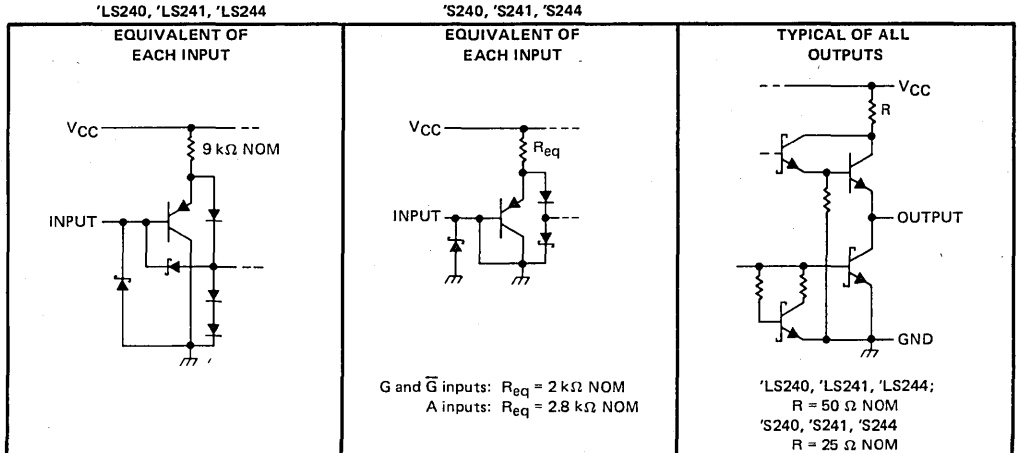 'LS240, 'LS241, 'LS244
EQUIVALENT OF
EACH INPUT
VCC
9 kΩ NOM
INPUT
'S240, 'S241, 'S244
EQUIVALENT OF
EACH INPUT
VCC
Req
INPUT
G and G̅ inputs: Req = 2 kΩ NOM
A inputs: Req = 2.8 kΩ NOM
TYPICAL OF ALL
OUTPUTS
VCC
R
OUTPUT
GND
'LS240, 'LS241, 'LS244;
R = 50 Ω NOM
'S240, 'S241, 'S244
R = 25 Ω NOM